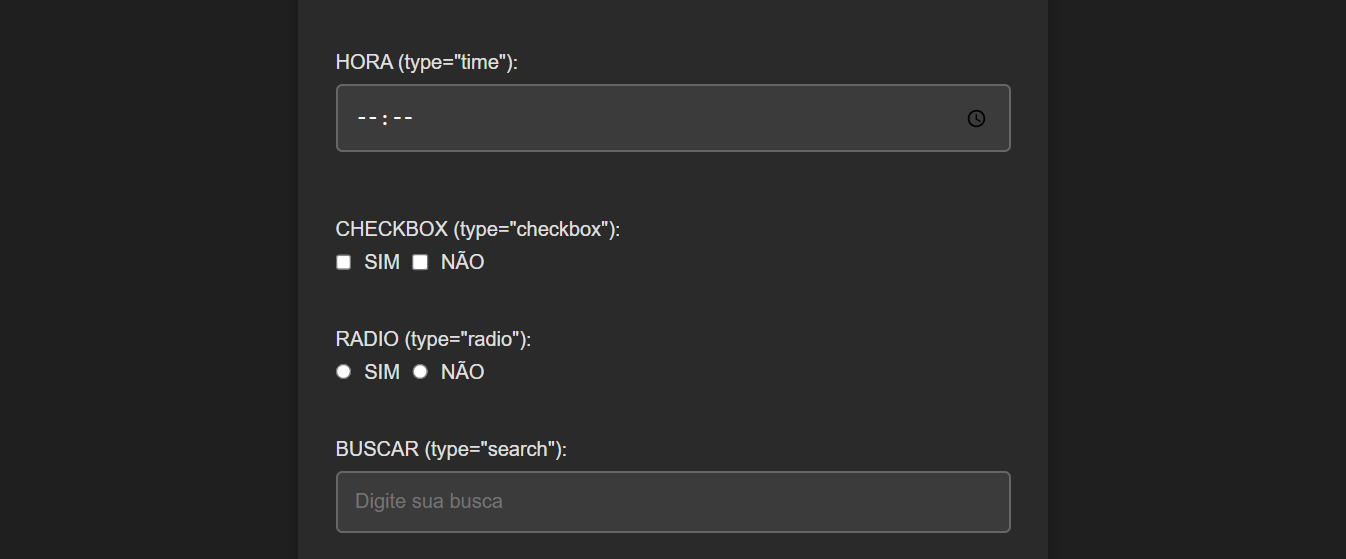 HORA (type="time"):
--:--
CHECKBOX (type="checkbox"):
SIM NÃO
RADIO (type="radio"):
SIM NÃO
BUSCAR (type="search"):
Digite sua busca